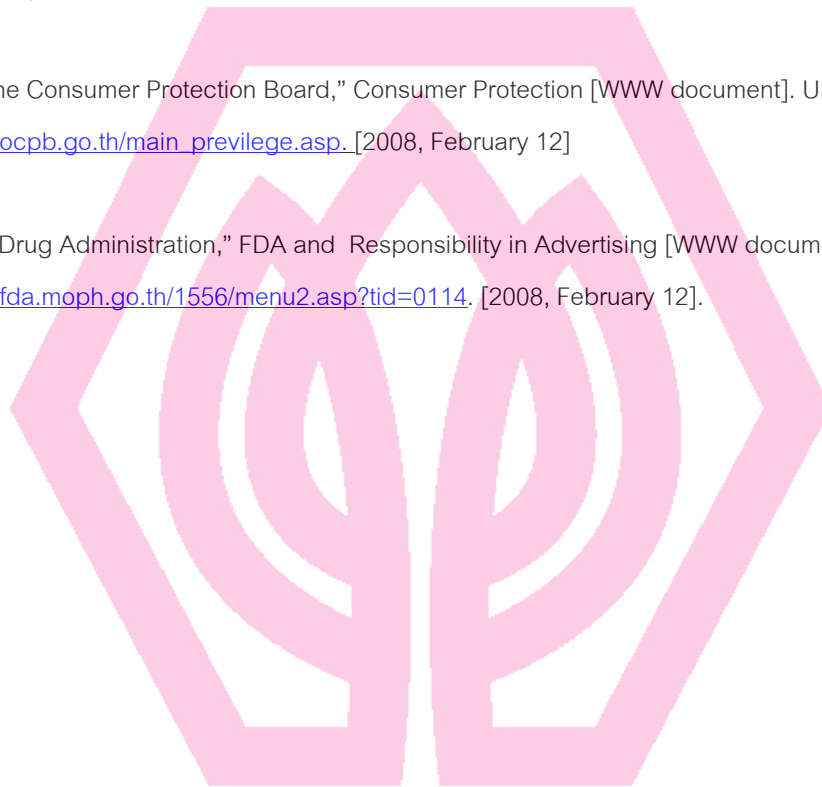 ne Consumer Protection Board,” Consumer Protection [WWW document]. U
ocpb.go.th/main_previlege.asp. [2008, February 12]
Drug Administration,” FDA and Responsibility in Advertising [WWW docum
fda.moph.go.th/1556/menu2.asp?tid=0114. [2008, February 12].